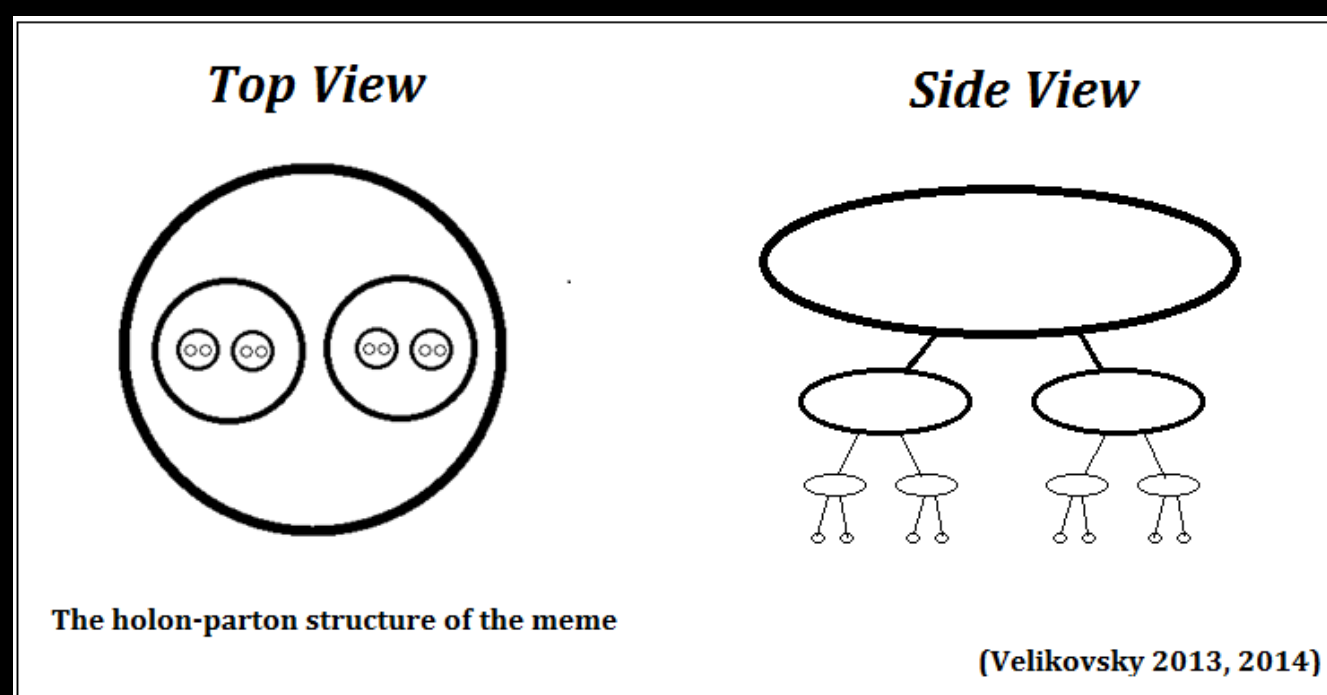 Top View
Side View
The holon-parton structure of the meme
(Velikovsky 2013, 2014)